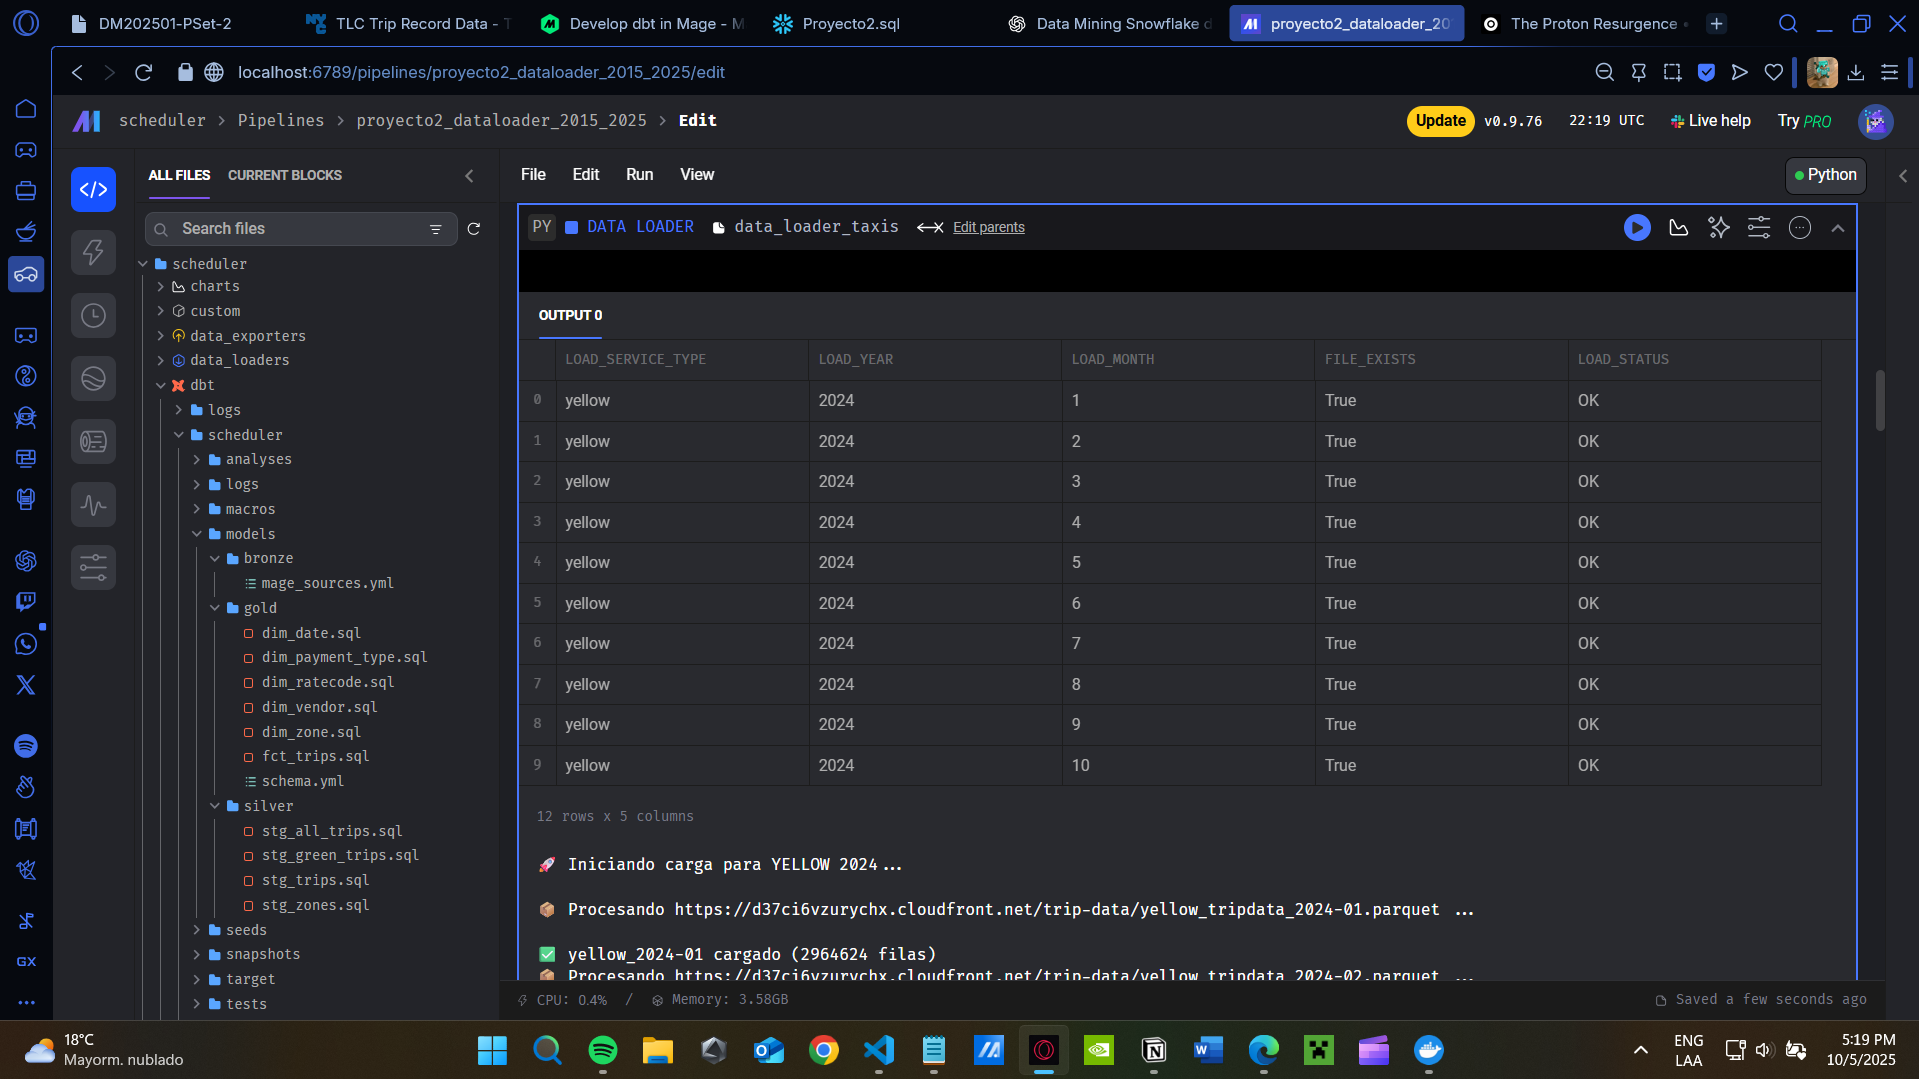 DM202501-PSet-2
TLC Trip Record Data - T
Develop dbt in Mage - M
Proyecto2.sql
Data Mining Snowflake d
proyecto2_dataloader_20
The Proton Resurgence
localhost:6789/pipelines/proyecto2_dataloader_2015_2025/edit
scheduler > Pipelines > proyecto2_dataloader_2015_2025 > Edit
Update v0.9.76 22:19 UTC Live help Try PRO
ALL FILES CURRENT BLOCKS
File Edit Run View
Python
Search files
scheduler
charts
custom
data_exporters
data_loaders
dbt
logs
scheduler
analyses
logs
macros
models
bronze
mage_sources.yml
gold
dim_date.sql
dim_payment_type.sql
dim_ratecode.sql
dim_vendor.sql
dim_zone.sql
fct_trips.sql
schema.yml
silver
stg_all_trips.sql
stg_green_trips.sql
stg_trips.sql
stg_zones.sql
seeds
snapshots
target
tests
GX
PY DATA LOADER data_loader_taxis Edit parents
OUTPUT 0
LOAD_SERVICE_TYPE LOAD_YEAR LOAD_MONTH FILE_EXISTS LOAD_STATUS
0 yellow 2024 1 True OK
1 yellow 2024 2 True OK
2 yellow 2024 3 True OK
3 yellow 2024 4 True OK
4 yellow 2024 5 True OK
5 yellow 2024 6 True OK
6 yellow 2024 7 True OK
7 yellow 2024 8 True OK
8 yellow 2024 9 True OK
9 yellow 2024 10 True OK
12 rows x 5 columns
🚀 Iniciando carga para YELLOW 2024...
📦 Procesando https://d37ci6vzurychx.cloudfront.net/trip-data/yellow_tripdata_2024-01.parquet ...
✅ yellow_2024-01 cargado (2964624 filas)
📦 Procesando https://d37ci6vzurychx.cloudfront.net/trip-data/yellow_tripdata_2024-02.parquet ...
CPU: 0.4% / Memory: 3.58GB
Saved a few seconds ago
18°C
Mayorm. nublado
ENG
LAA
5:19 PM
10/5/2025